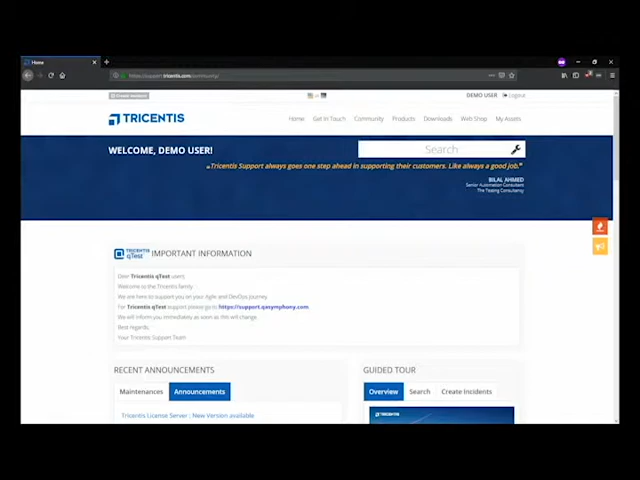 Home
https://support.tricentis.com/community/
DEMO USER
Logout
TRICENTIS
Home
Get In Touch
Community
Products
Downloads
Web Shop
My Assets
WELCOME, DEMO USER!
Search
„Tricentis Support always goes one step ahead in supporting their customers. Like always a good job.”
BILAL AHMED
Senior Automation Consultant
The Testing Consultancy
TRICENTIS
qTest
IMPORTANT INFORMATION
Dear Tricentis qTest user,
Welcome to the Tricentis family
We are here to support you on your Agile and DevOps journey.
For Tricentis qTest support please go to https://support.qasymphony.com
We will inform you immediately as soon as this will change.
Best regards,
Your Tricentis Support Team
RECENT ANNOUNCEMENTS
Maintenances
Announcements
Tricentis License Server : New Version available
GUIDED TOUR
Overview
Search
Create Incidents
TRICENTIS